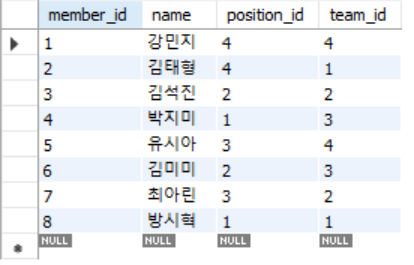 member_id name position_id team_id
1 강민지 4 4
2 김태형 4 1
3 김석진 2 2
4 박지미 1 3
5 유시아 3 4
6 김미미 2 3
7 최아린 3 2
8 방시혁 1 1
NULL NULL NULL NULL